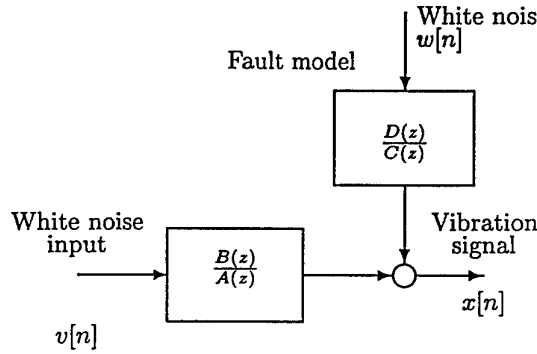 White nois
w[n]
Fault model
D(z)
C(z)
White noise
input
Vibration
signal
B(z)
A(z)
x[n]
v[n]